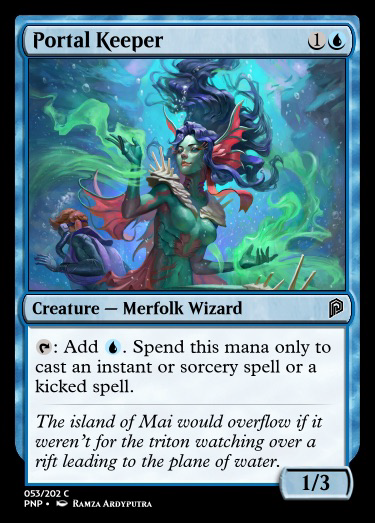 Portal Keeper 1
Creature — Merfolk Wizard
: Add . Spend this mana only to
cast an instant or sorcery spell or a
kicked spell.
The island of Mai would overflow if it
weren't for the triton watching over a
rift leading to the plane of water.
1/3
053/202 C
PNP • Ramza Ardyputra